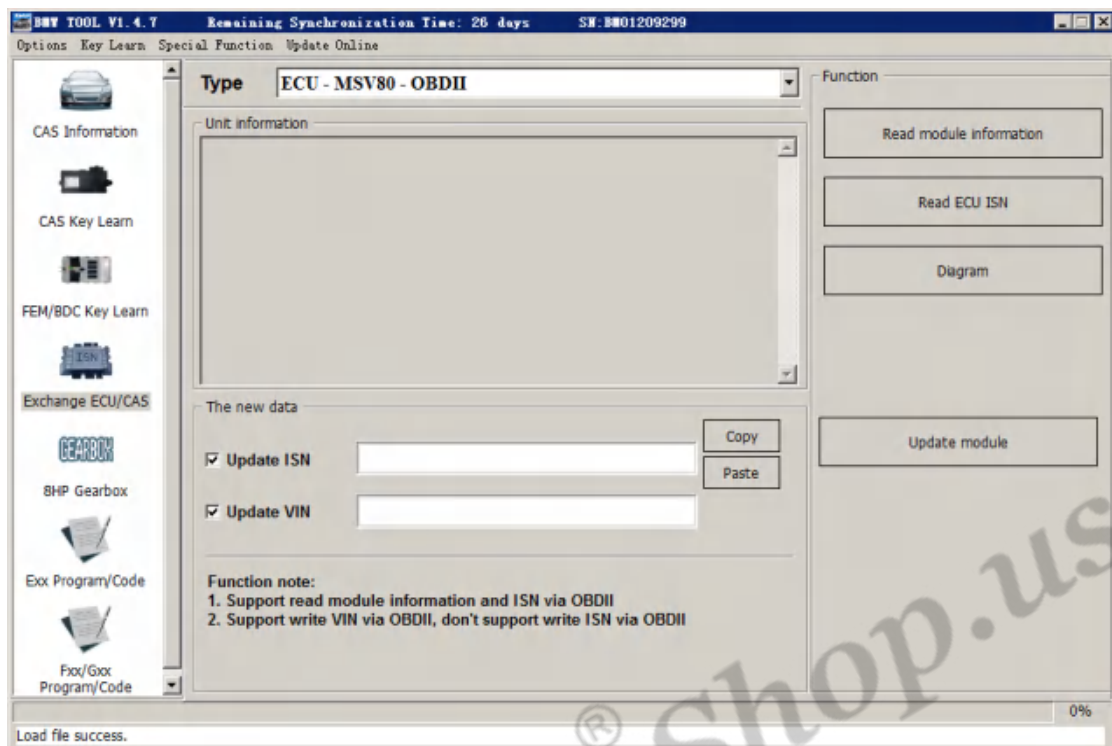 BMW TOOL V1.4.7 Remaining Synchronization Time: 26 days SN:BM01209299
Options Key Learn Special Function Update Online
CAS Information
CAS Key Learn
FEM/BDC Key Learn
ISN
Exchange ECU/CAS
GEARBOX
8HP Gearbox
Exx Program/Code
Fxx/Gxx
Program/Code
Type ECU - MSV80 - OBDII
Unit information
The new data
Update ISN
Copy
Paste
Update VIN
Function note:
1. Support read module information and ISN via OBDII
2. Support write VIN via OBDII, don't support write ISN via OBDII
Function
Read module information
Read ECU ISN
Diagram
Update module
®
shop.us
0%
Load file success.